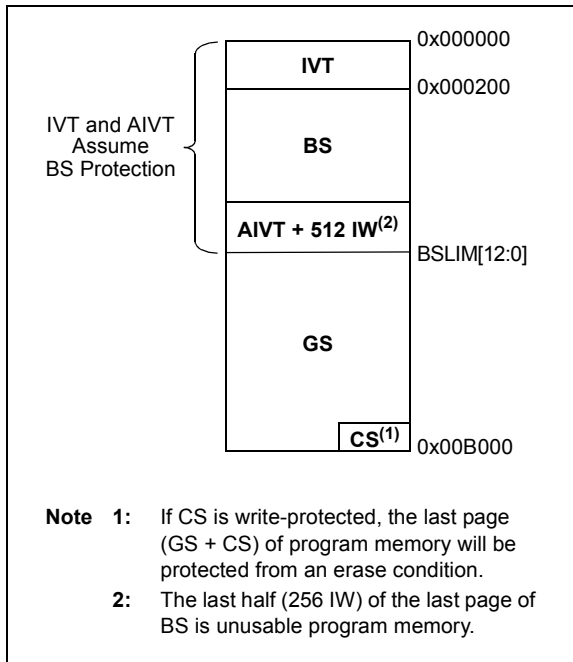 0x000000
IVT
0x000200
IVT and AIVT
Assume
BS Protection
BS
AIVT + 512 IW(2)
BSLIM[12:0]
GS
CS(1)
0x00B000
Note 1: If CS is write-protected, the last page
(GS + CS) of program memory will be
protected from an erase condition.
2: The last half (256 IW) of the last page of
BS is unusable program memory.